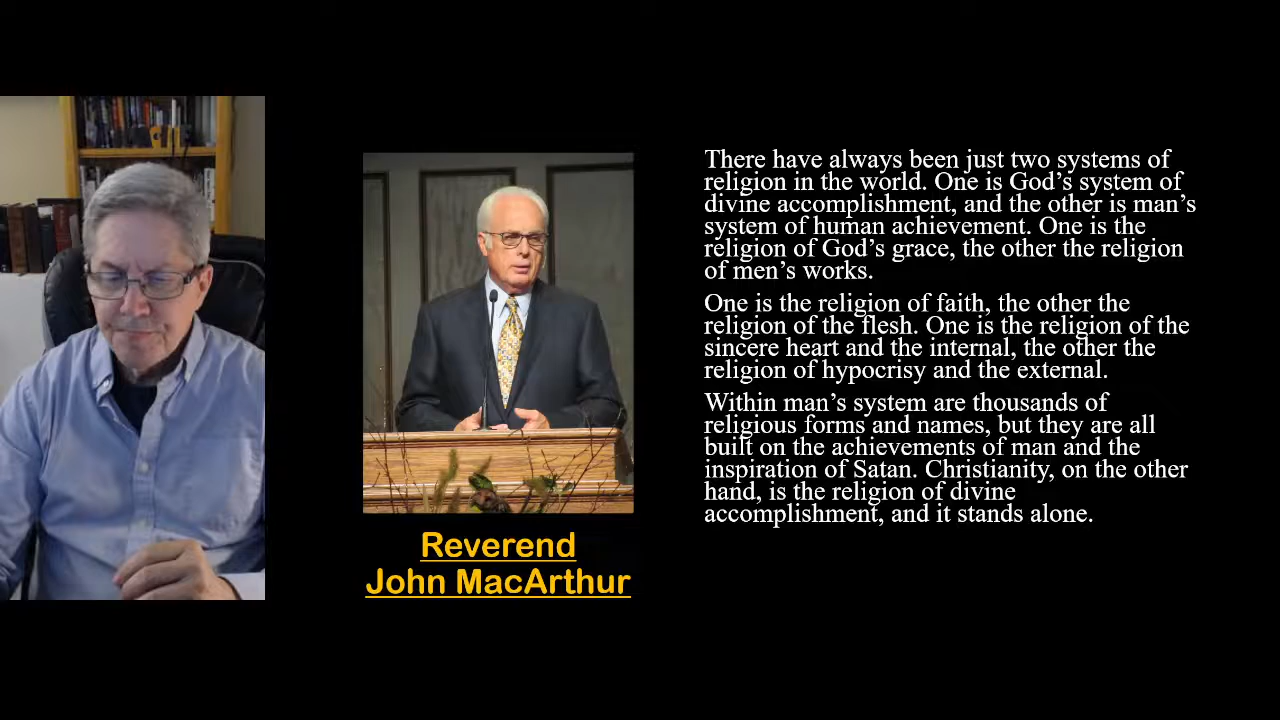 There have always been just two systems of
religion in the world. One is God’s system of
divine accomplishment, and the other is man’s
system of human achievement. One is the
religion of God’s grace, the other the religion
of men’s works.
One is the religion of faith, the other the
religion of the flesh. One is the religion of the
sincere heart and the internal, the other the
religion of hypocrisy and the external.
Within man’s system are thousands of
religious forms and names, but they are all
built on the achievements of man and the
inspiration of Satan. Christianity, on the other
hand, is the religion of divine
accomplishment, and it stands alone.
Reverend
John MacArthur